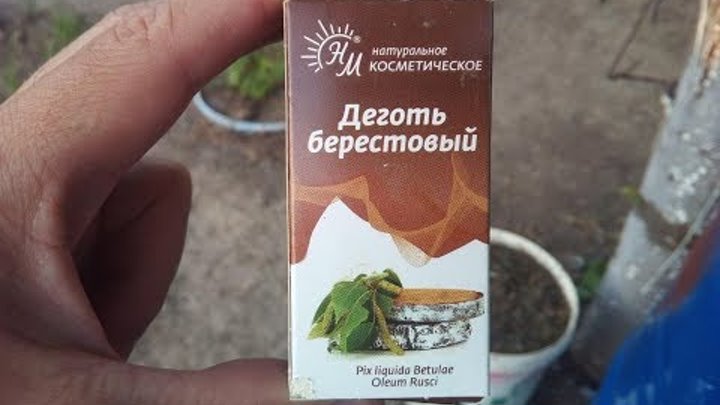 НМ®
натуральное
КОСМЕТИЧЕСКОЕ
Деготь
берестовый
Pix liquida Betulae
Oleum Rusci